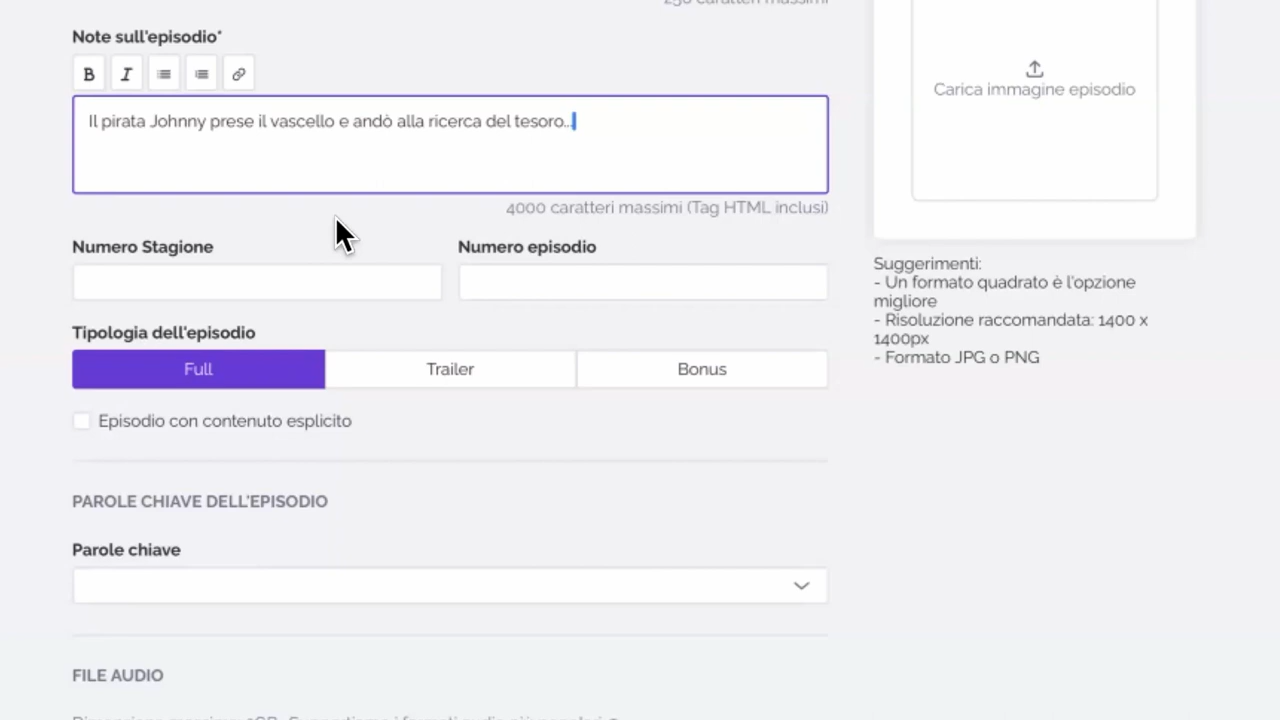 250 caratteri massimi
Note sull'episodio*
B I
Il pirata Johnny prese il vascello e andò alla ricerca del tesoro...
4000 caratteri massimi (Tag HTML inclusi)
Numero Stagione
Numero episodio
Tipologia dell'episodio
Full
Trailer
Bonus
Episodio con contenuto esplicito
PAROLE CHIAVE DELL'EPISODIO
Parole chiave
FILE AUDIO
Carica immagine episodio
Suggerimenti:
- Un formato quadrato è l'opzione
migliore
- Risoluzione raccomandata: 1400 x
1400px
- Formato JPG o PNG